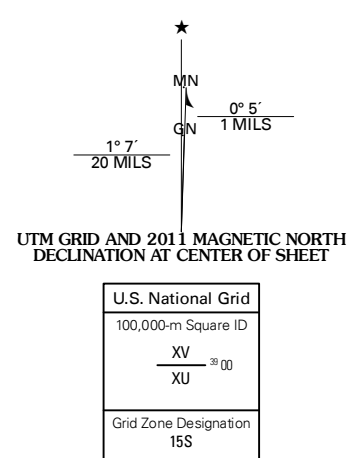 ★
MN
GN
0° 5´
1 MILS
1° 7´
20 MILS
UTM GRID AND 2011 MAGNETIC NORTH
DECLINATION AT CENTER OF SHEET
U.S. National Grid
100,000-m Square ID
XV
39 00
XU
Grid Zone Designation
15S